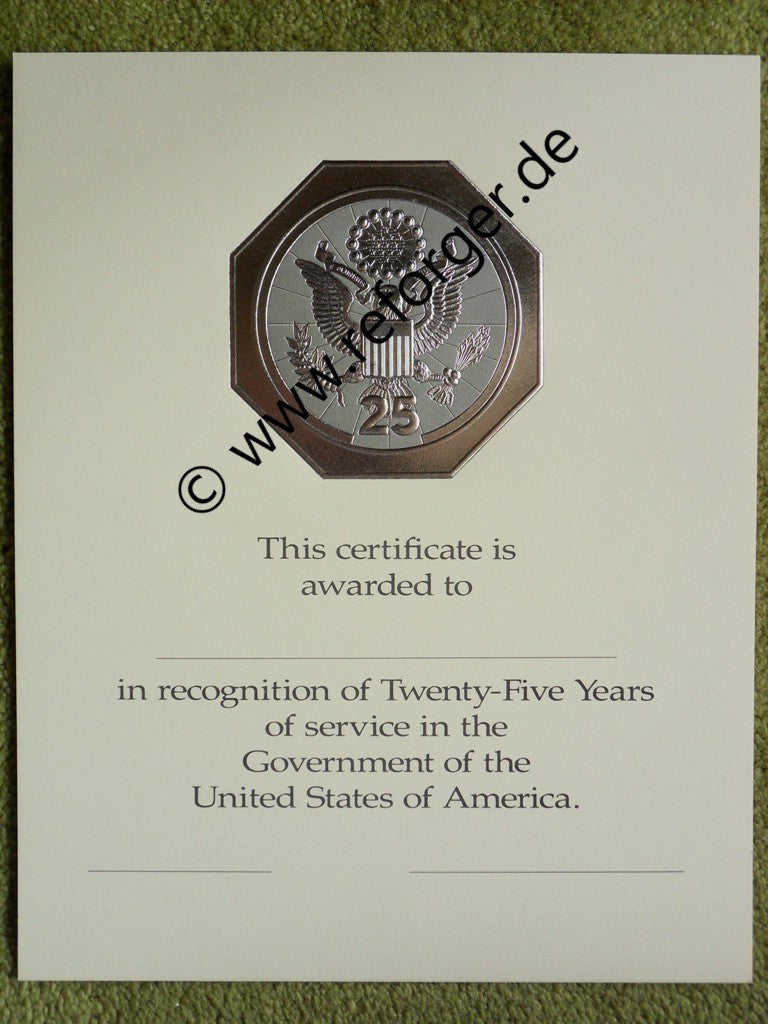 © www.reforger.de
25
This certificate is
awarded to
in recognition of Twenty-Five Years
of service in the
Government of the
United States of America.